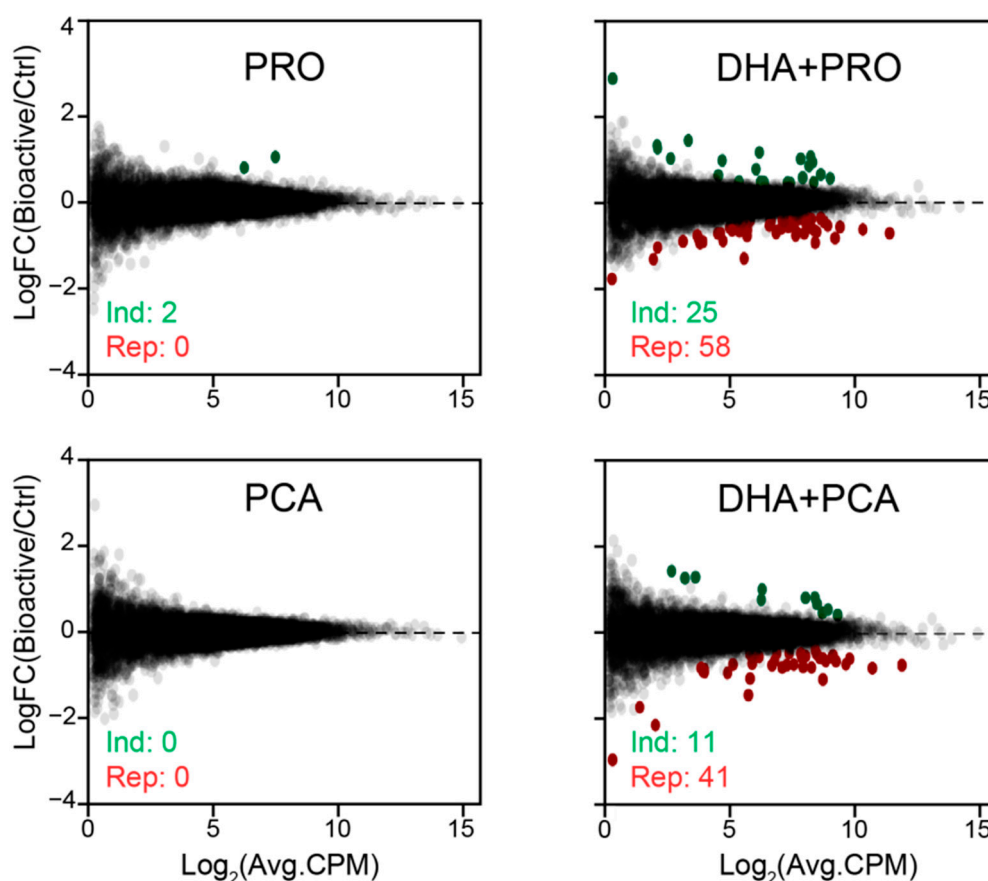 PRO
4
2
0
−2
−4
LogFC(Bioactive/Ctrl)
Ind: 2
Rep: 0
0
5
10
15
DHA+PRO
Ind: 25
Rep: 58
0
5
10
15
PCA
4
2
0
−2
−4
LogFC(Bioactive/Ctrl)
Ind: 0
Rep: 0
0
5
10
15
Log₂(Avg.CPM)
DHA+PCA
Ind: 11
Rep: 41
0
5
10
15
Log₂(Avg.CPM)